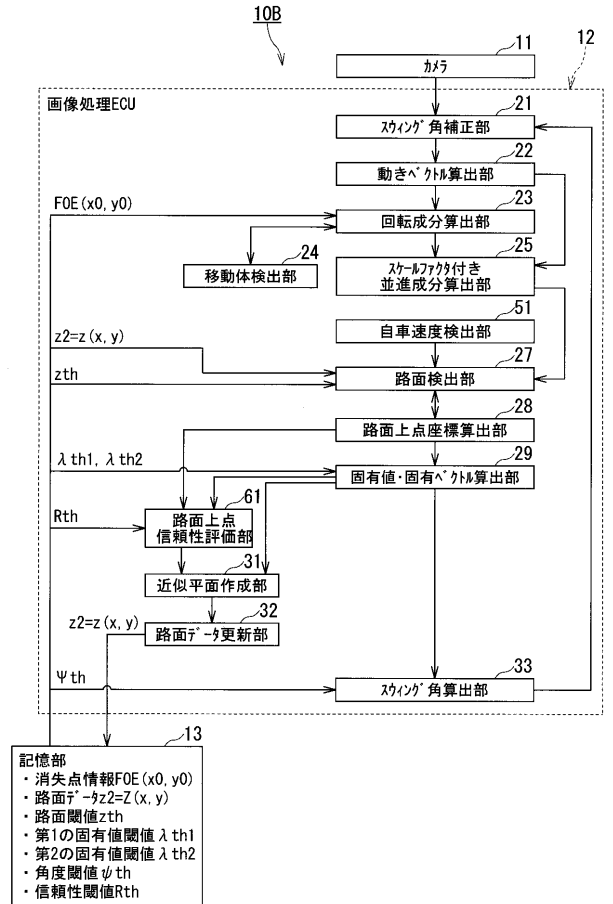 10B
11
カメラ
12
画像処理ECU
21
スウィング角補正部
22
動きベクトル算出部
FOE(x0, y0)
23
回転成分算出部
24
移動体検出部
25
スケールファクタ付き
並進成分算出部
51
自車速度検出部
z2=z(x, y)
27
zth
路面検出部
28
路面上点座標算出部
λth1, λth2
29
固有値・固有ベクトル算出部
61
Rth
路面上点
信頼性評価部
31
近似平面作成部
32
z2=z(x, y)
路面データ更新部
33
Ψth
スウィング角算出部
13
記憶部
・消失点情報FOE(x0, y0)
・路面データz2=Z(x, y)
・路面閾値zth
・第1の固有値閾値λth1
・第2の固有値閾値λth2
・角度閾値ψth
・信頼性閾値Rth